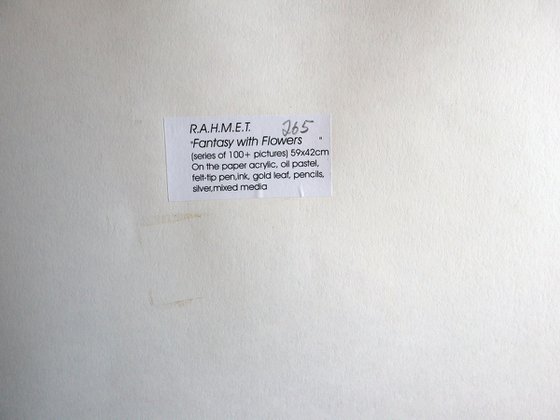 R.A.H.M.E.T. 265
"Fantasy with Flowers "
(series of 100+ pictures) 59x42cm
On the paper acrylic, oil pastel,
felt-tip pen,ink, gold leaf, pencils,
silver,mixed media